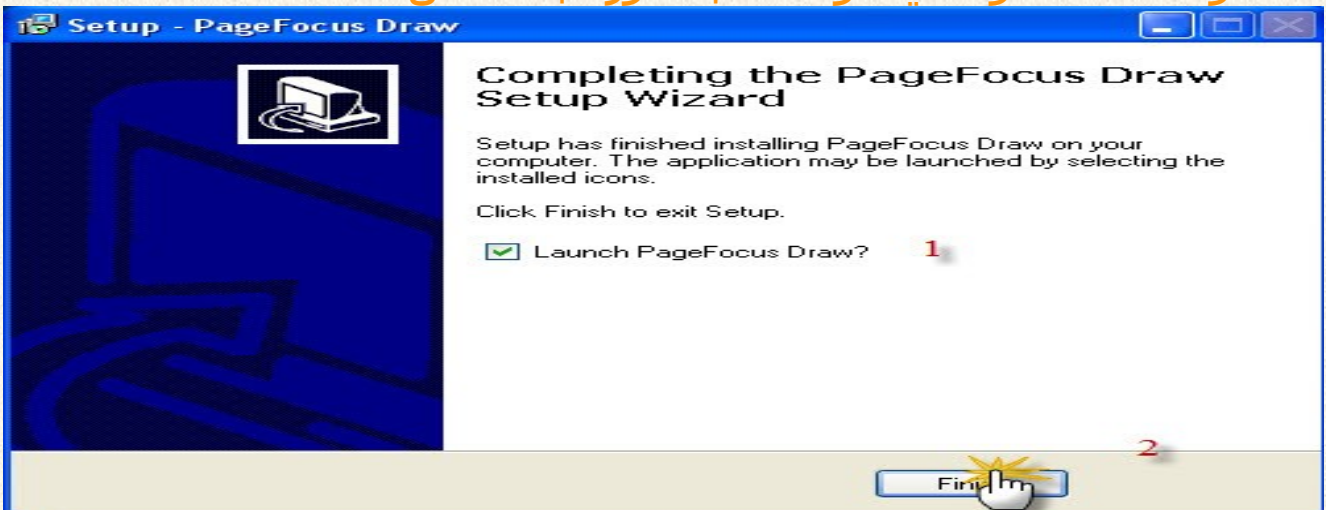 Setup - PageFocus Draw
Completing the PageFocus Draw
Setup Wizard
Setup has finished installing PageFocus Draw on your
computer. The application may be launched by selecting the
installed icons.
Click Finish to exit Setup.
Launch PageFocus Draw?
1
2